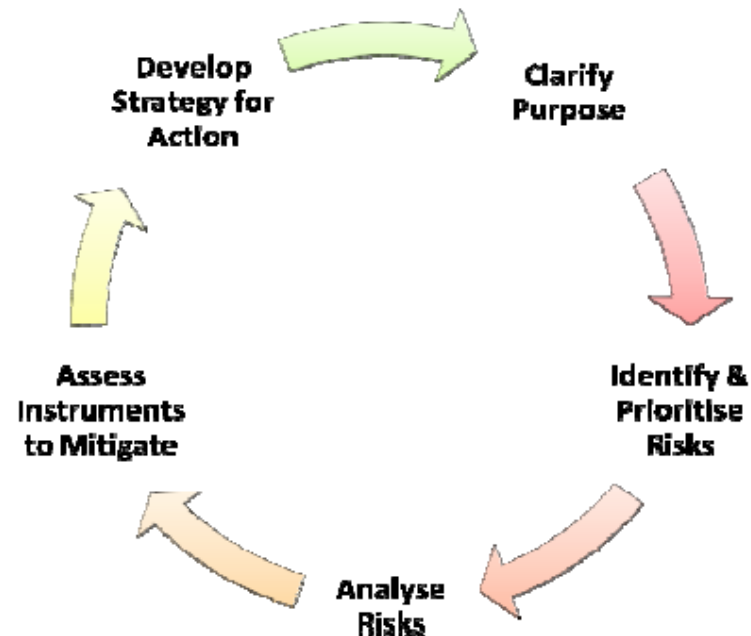 Develop
Strategy for
Action
Clarify
Purpose
Identify &
Prioritise
Risks
Analyse
Risks
Assess
Instruments
to Mitigate